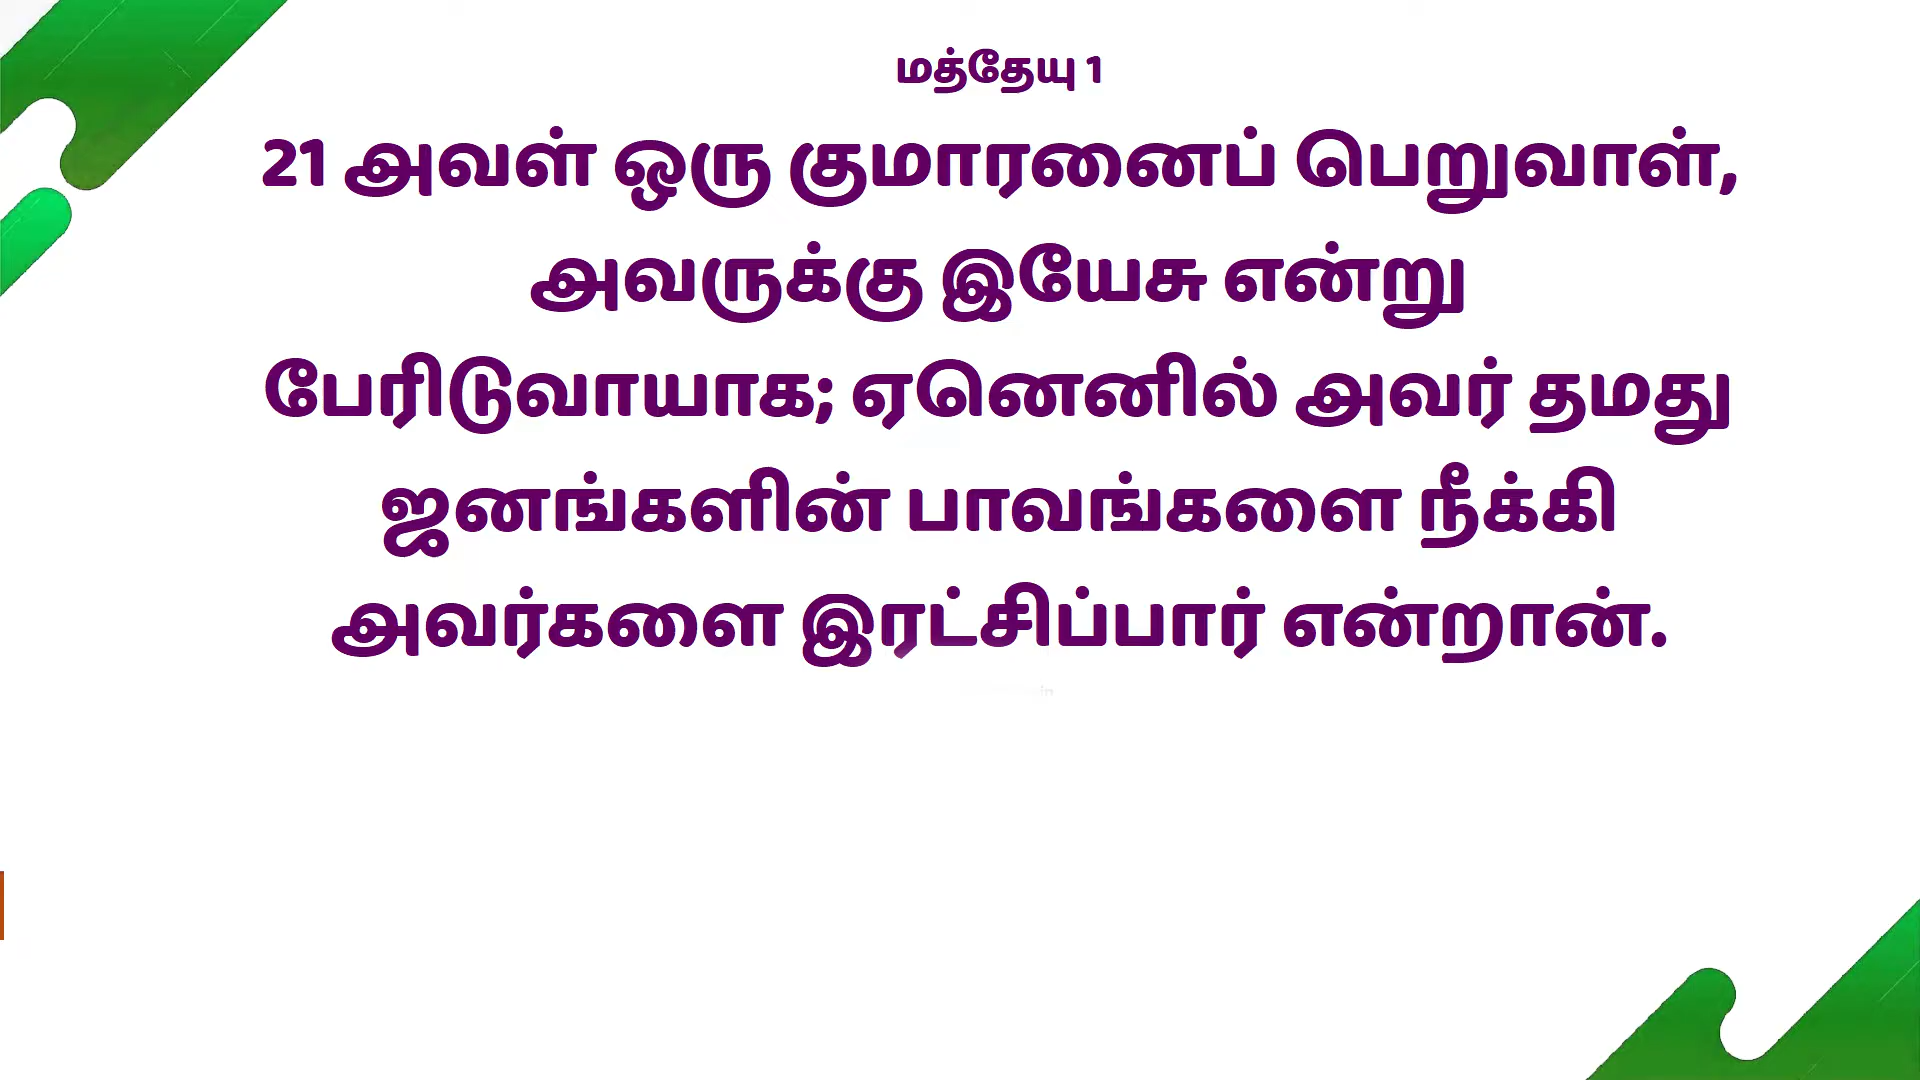 மத்தேயு 1
21 அவள் ஒரு குமாரனைப் பெறுவாள்,
அவருக்கு இயேசு என்று
பேரிடுவாயாக; ஏனெனில் அவர் தமது
ஜனங்களின் பாவங்களை நீக்கி
அவர்களை இரட்சிப்பார் என்றான்.